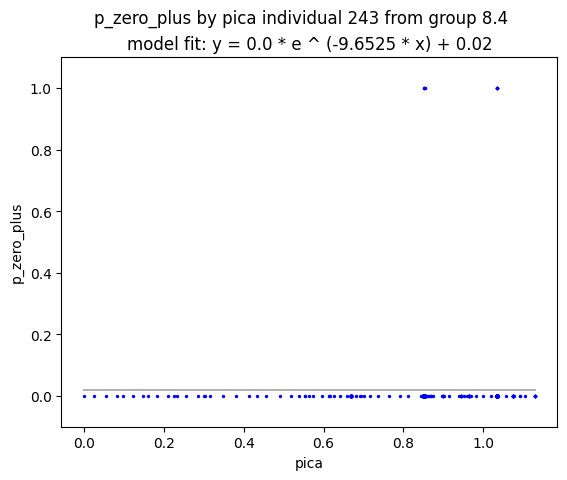 p_zero_plus by pica individual 243 from group 8.4
model fit: y = 0.0 * e ^ (-9.6525 * x) + 0.02
1.0
0.8
0.6
0.4
0.2
0.0
p_zero_plus
0.0 0.2 0.4 0.6 0.8 1.0
pica